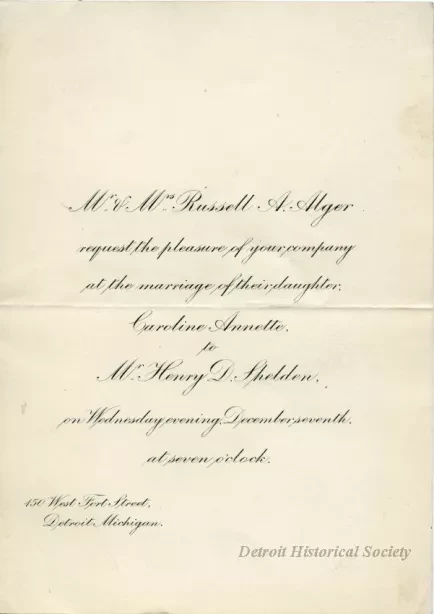 Mr. & Mrs. Russell A. Alger
request the pleasure of your company
at the marriage of their daughter,
Caroline Annette,
to
Mr. Henry D. Shelden,
on Wednesday evening, December seventh,
at seven o'clock.
150 West Fort Street,
Detroit, Michigan.
Detroit Historical Society